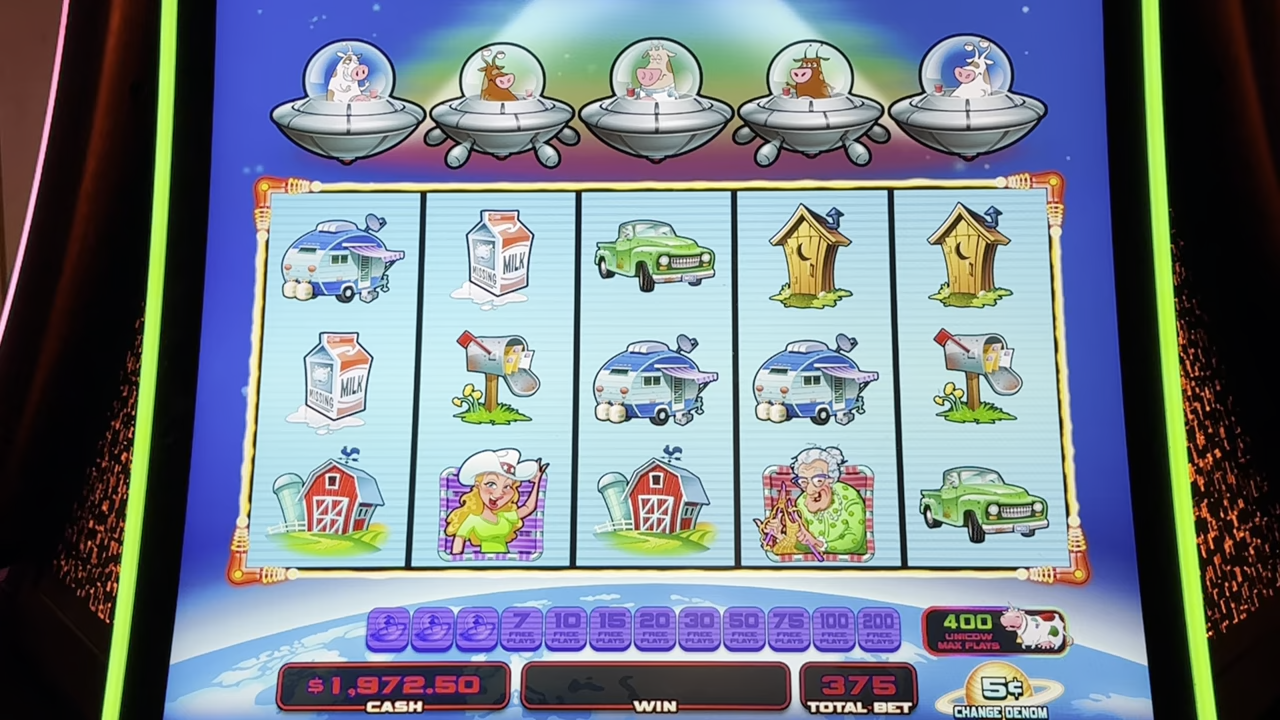 MISSING
MILK
MISSING
MILK
7
FREE
PLAYS
10
FREE
PLAYS
15
FREE
PLAYS
20
FREE
PLAYS
30
FREE
PLAYS
50
FREE
PLAYS
75
FREE
PLAYS
100
FREE
PLAYS
200
FREE
PLAYS
400
UNICOW
MAX PLAYS
$1,972.50
CASH
WIN
375
TOTAL BET
5¢
CHANGE DENOM